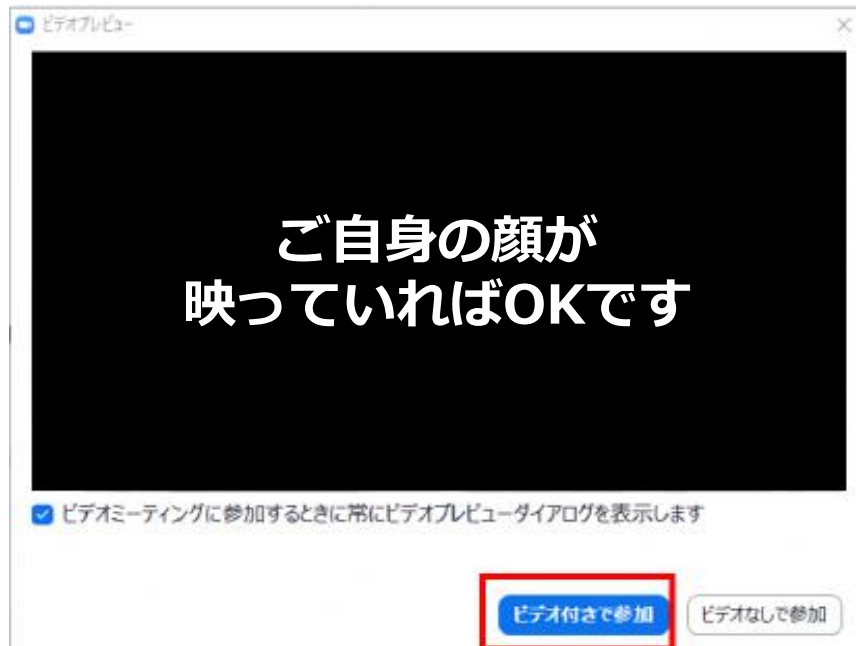 ビデオプレビュー
ご自身の顔が
映っていればOKです
ビデオミーティングに参加するときに常にビデオプレビューダイアログを表示します
ビデオ付きで参加
ビデオなしで参加